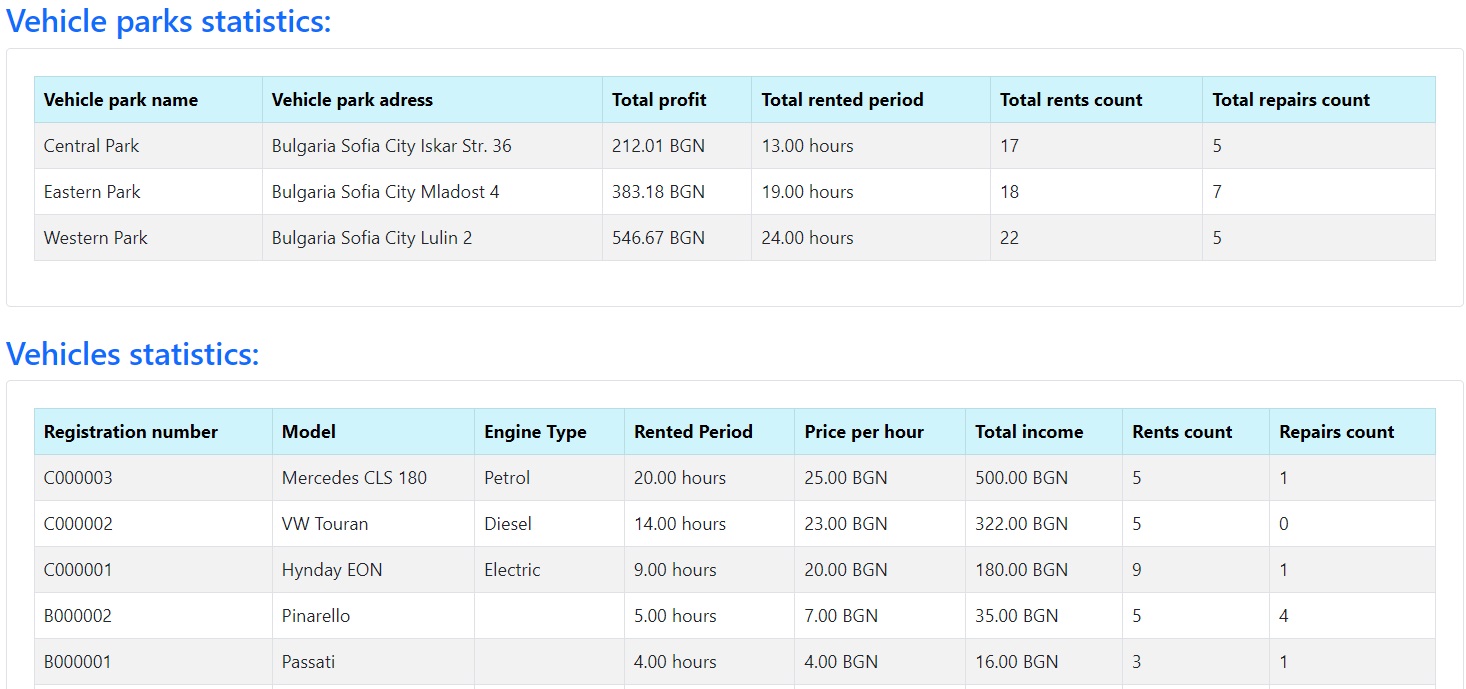 Vehicle parks statistics:
Vehicle park name Vehicle park adress Total profit Total rented period Total rents count Total repairs count
Central Park Bulgaria Sofia City Iskar Str. 36 212.01 BGN 13.00 hours 17 5
Eastern Park Bulgaria Sofia City Mladost 4 383.18 BGN 19.00 hours 18 7
Western Park Bulgaria Sofia City Lulin 2 546.67 BGN 24.00 hours 22 5
Vehicles statistics:
Registration number Model Engine Type Rented Period Price per hour Total income Rents count Repairs count
C000003 Mercedes CLS 180 Petrol 20.00 hours 25.00 BGN 500.00 BGN 5 1
C000002 VW Touran Diesel 14.00 hours 23.00 BGN 322.00 BGN 5 0
C000001 Hynday EON Electric 9.00 hours 20.00 BGN 180.00 BGN 9 1
B000002 Pinarello 5.00 hours 7.00 BGN 35.00 BGN 5 4
B000001 Passati 4.00 hours 4.00 BGN 16.00 BGN 3 1